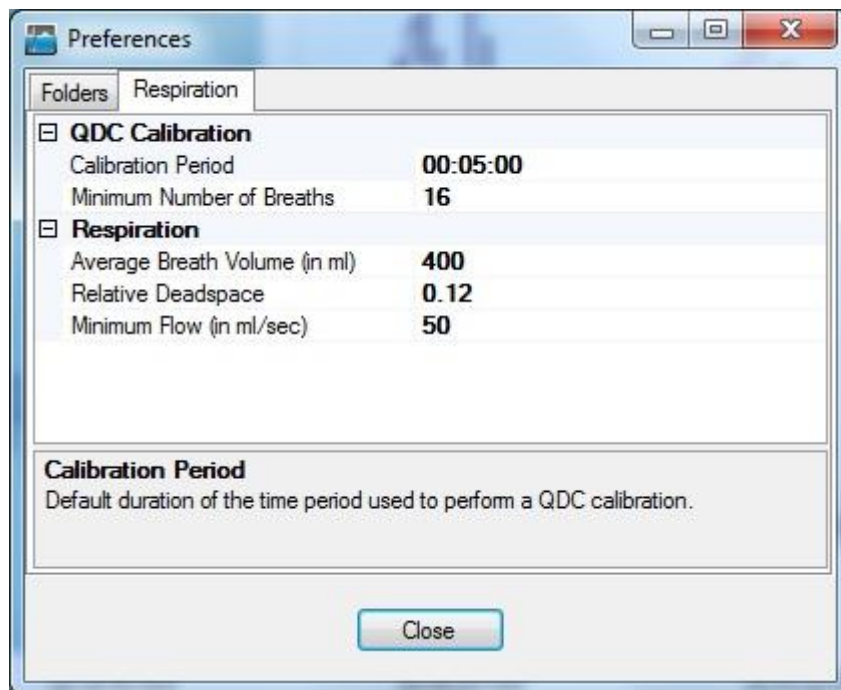 Preferences
Folders Respiration
QDC Calibration
Calibration Period 00:05:00
Minimum Number of Breaths 16
Respiration
Average Breath Volume (in ml) 400
Relative Deadspace 0.12
Minimum Flow (in ml/sec) 50
Calibration Period
Default duration of the time period used to perform a QDC calibration.
Close